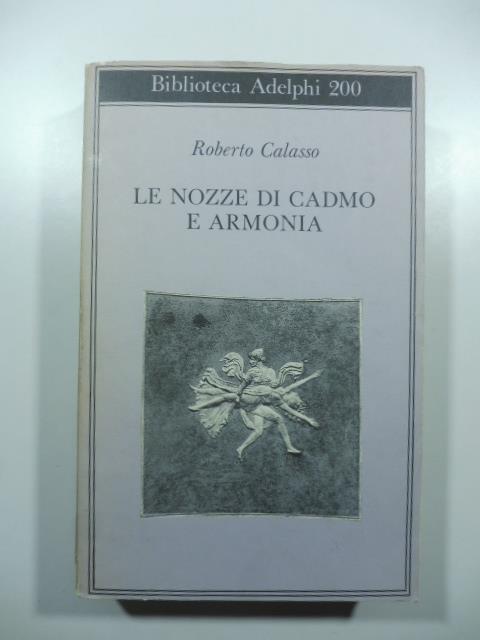 Biblioteca Adelphi 200
Roberto Calasso
LE NOZZE DI CADMO
E ARMONIA